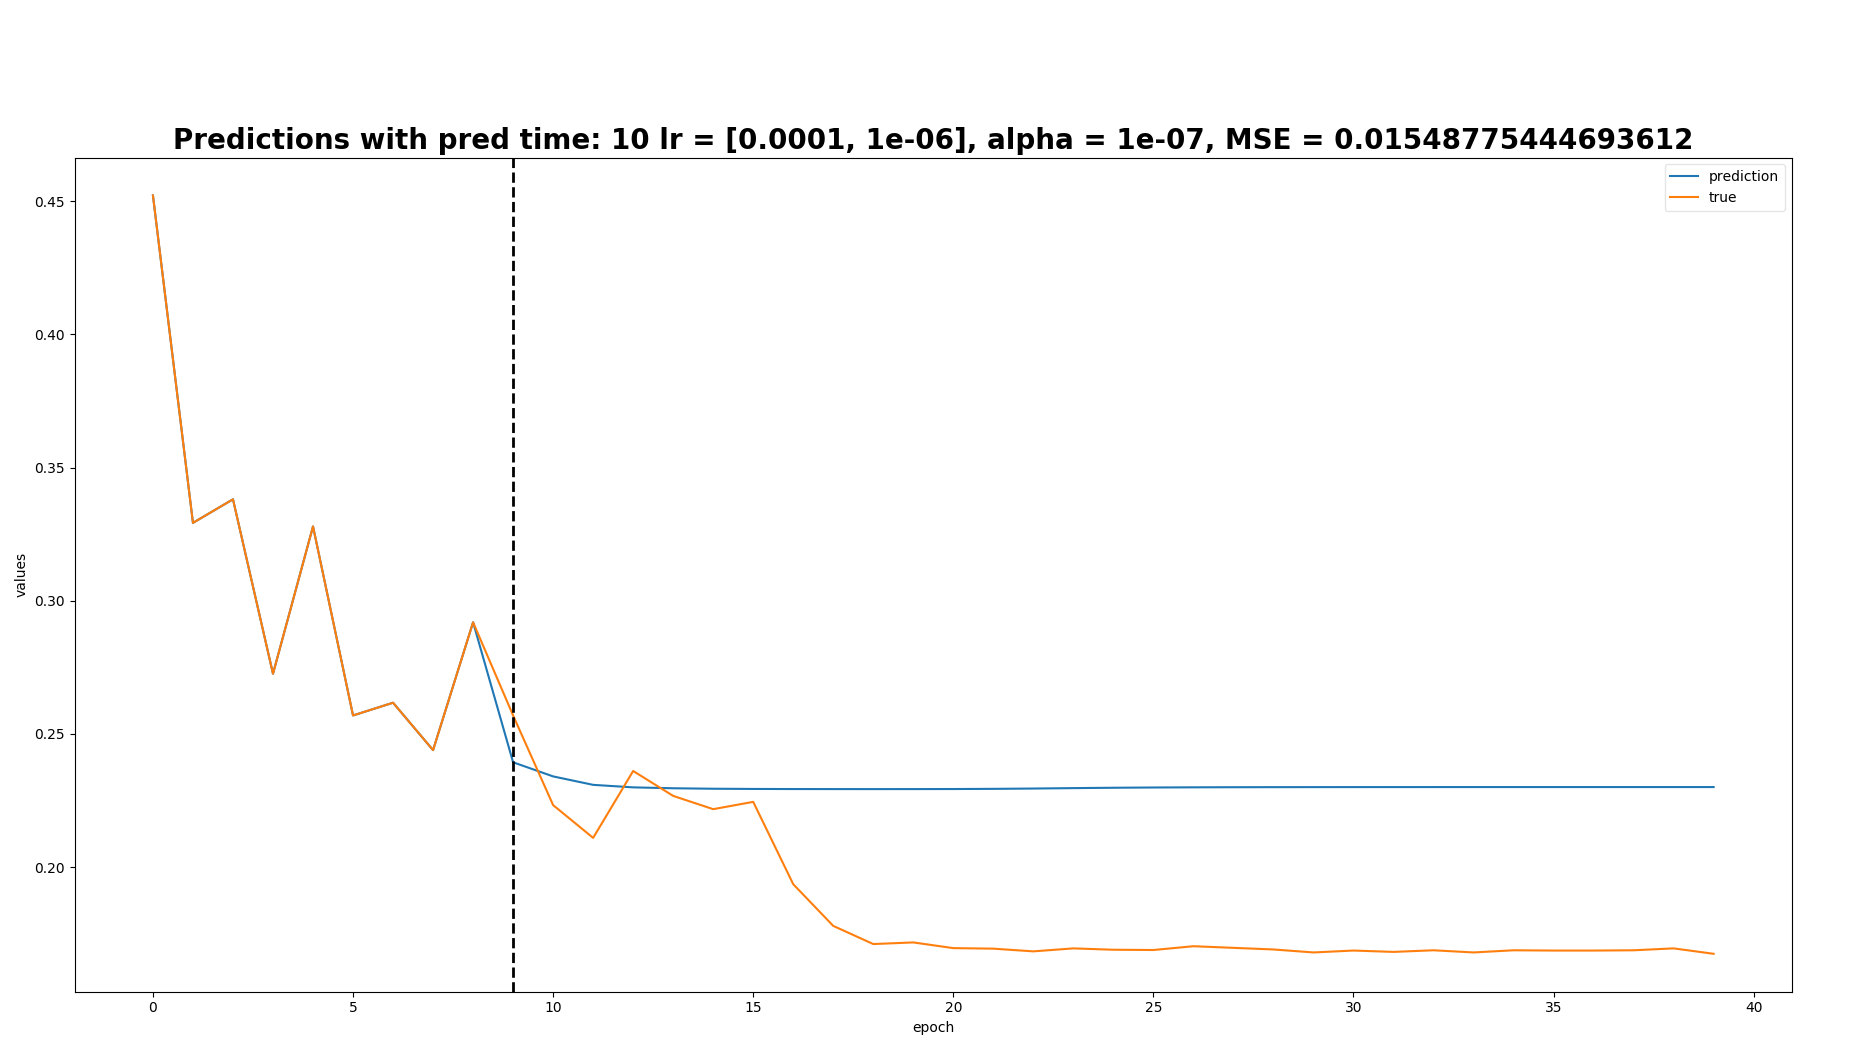 Predictions with pred time: 10 lr = [0.0001, 1e-06], alpha = 1e-07, MSE = 0.01548775444693612
prediction
true
0.45
0.40
0.35
0.30
0.25
0.20
values
0 5 10 15 20 25 30 35 40
epoch